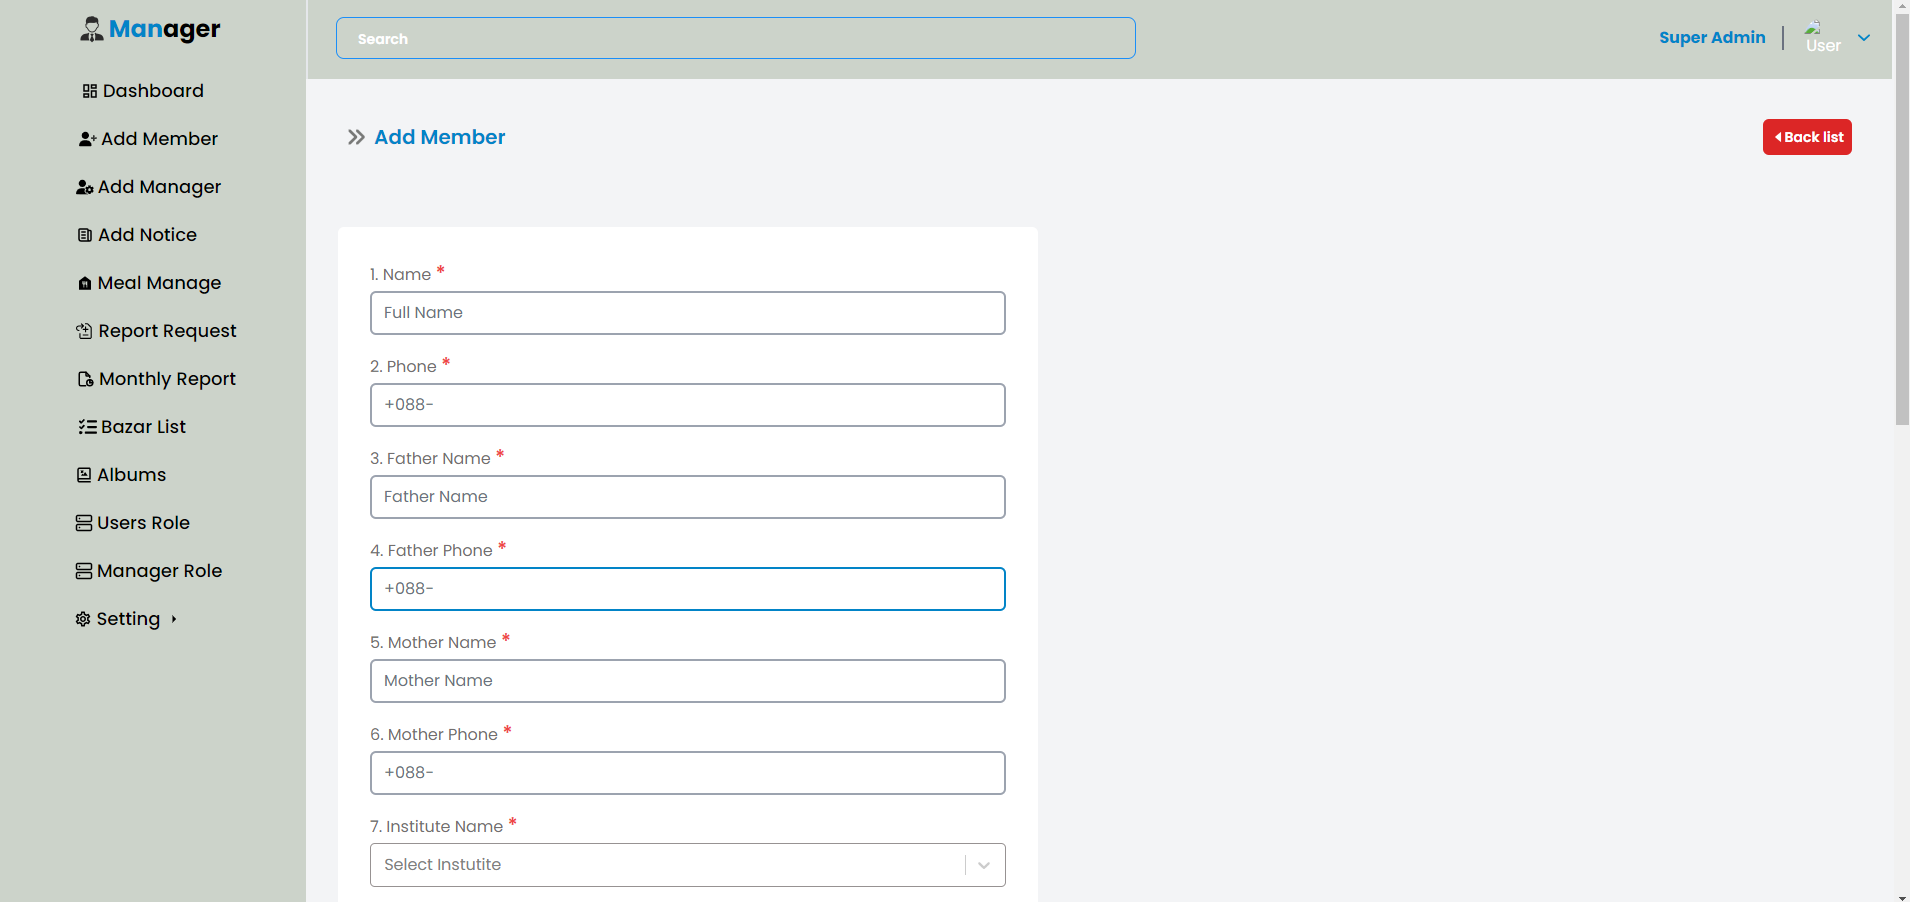 Manager
Search
Super Admin
User
Dashboard
Add Member
Add Manager
Add Notice
Meal Manage
Report Request
Monthly Report
Bazar List
Albums
Users Role
Manager Role
Setting
Add Member
Back list
1. Name *
Full Name
2. Phone *
+088-
3. Father Name *
Father Name
4. Father Phone *
+088-
5. Mother Name *
Mother Name
6. Mother Phone *
+088-
7. Institute Name *
Select Instutite